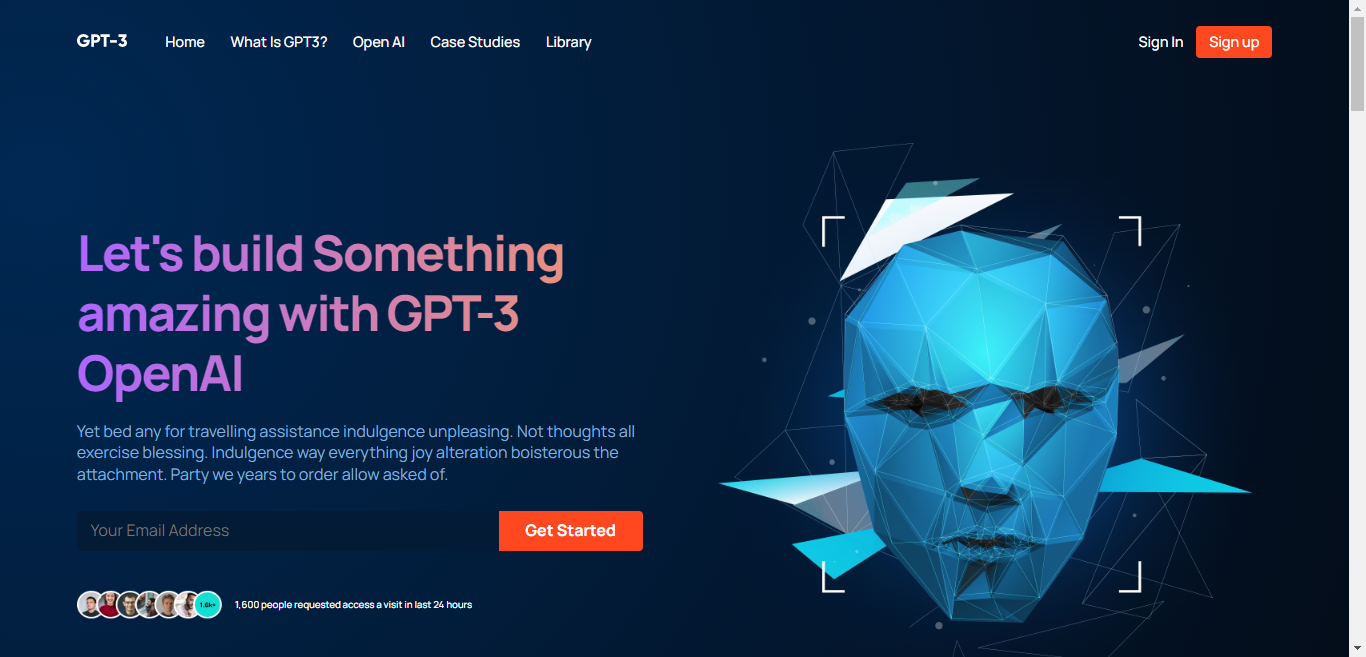 GPT-3 Home What Is GPT3? Open AI Case Studies Library Sign In Sign up
Let's build Something
amazing with GPT-3
OpenAI
Yet bed any for travelling assistance indulgence unpleasing. Not thoughts all
exercise blessing. Indulgence way everything joy alteration boisterous the
attachment. Party we years to order allow asked of.
Your Email Address Get Started
1.6k+ 1,600 people requested access a visit in last 24 hours